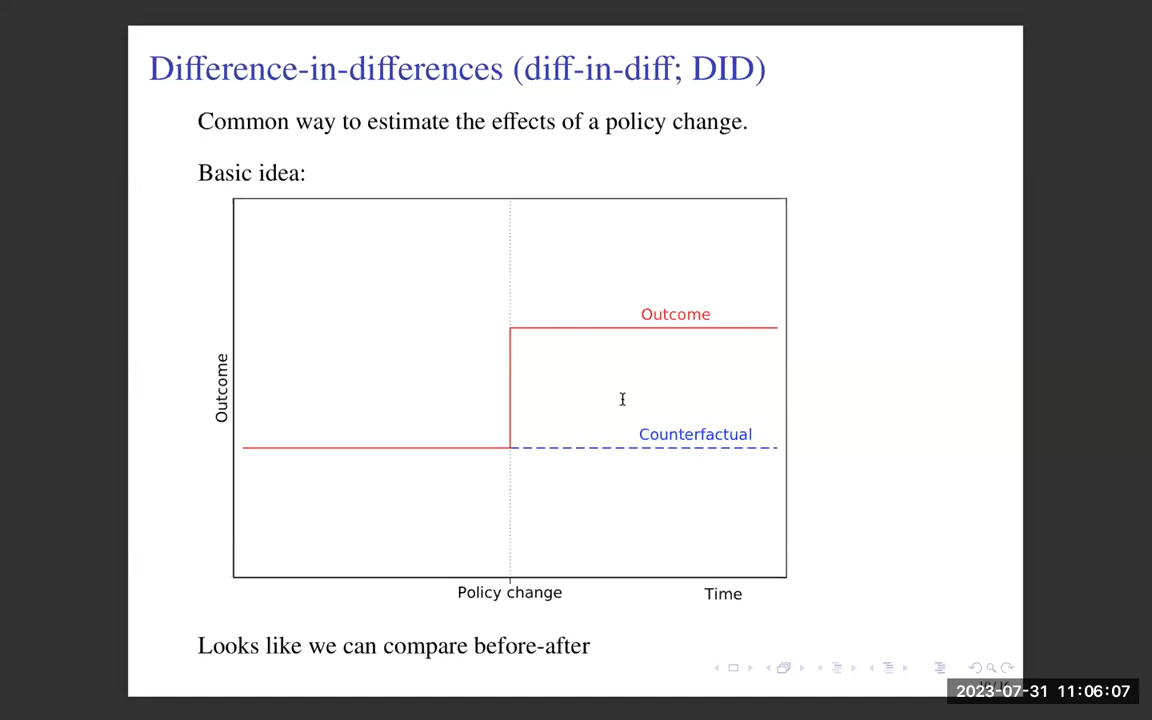 Difference-in-differences (diff-in-diff; DID)
Common way to estimate the effects of a policy change.
Basic idea:
Outcome
Outcome
Counterfactual
Policy change
Time
Looks like we can compare before-after
2023-07-31 11:06:07